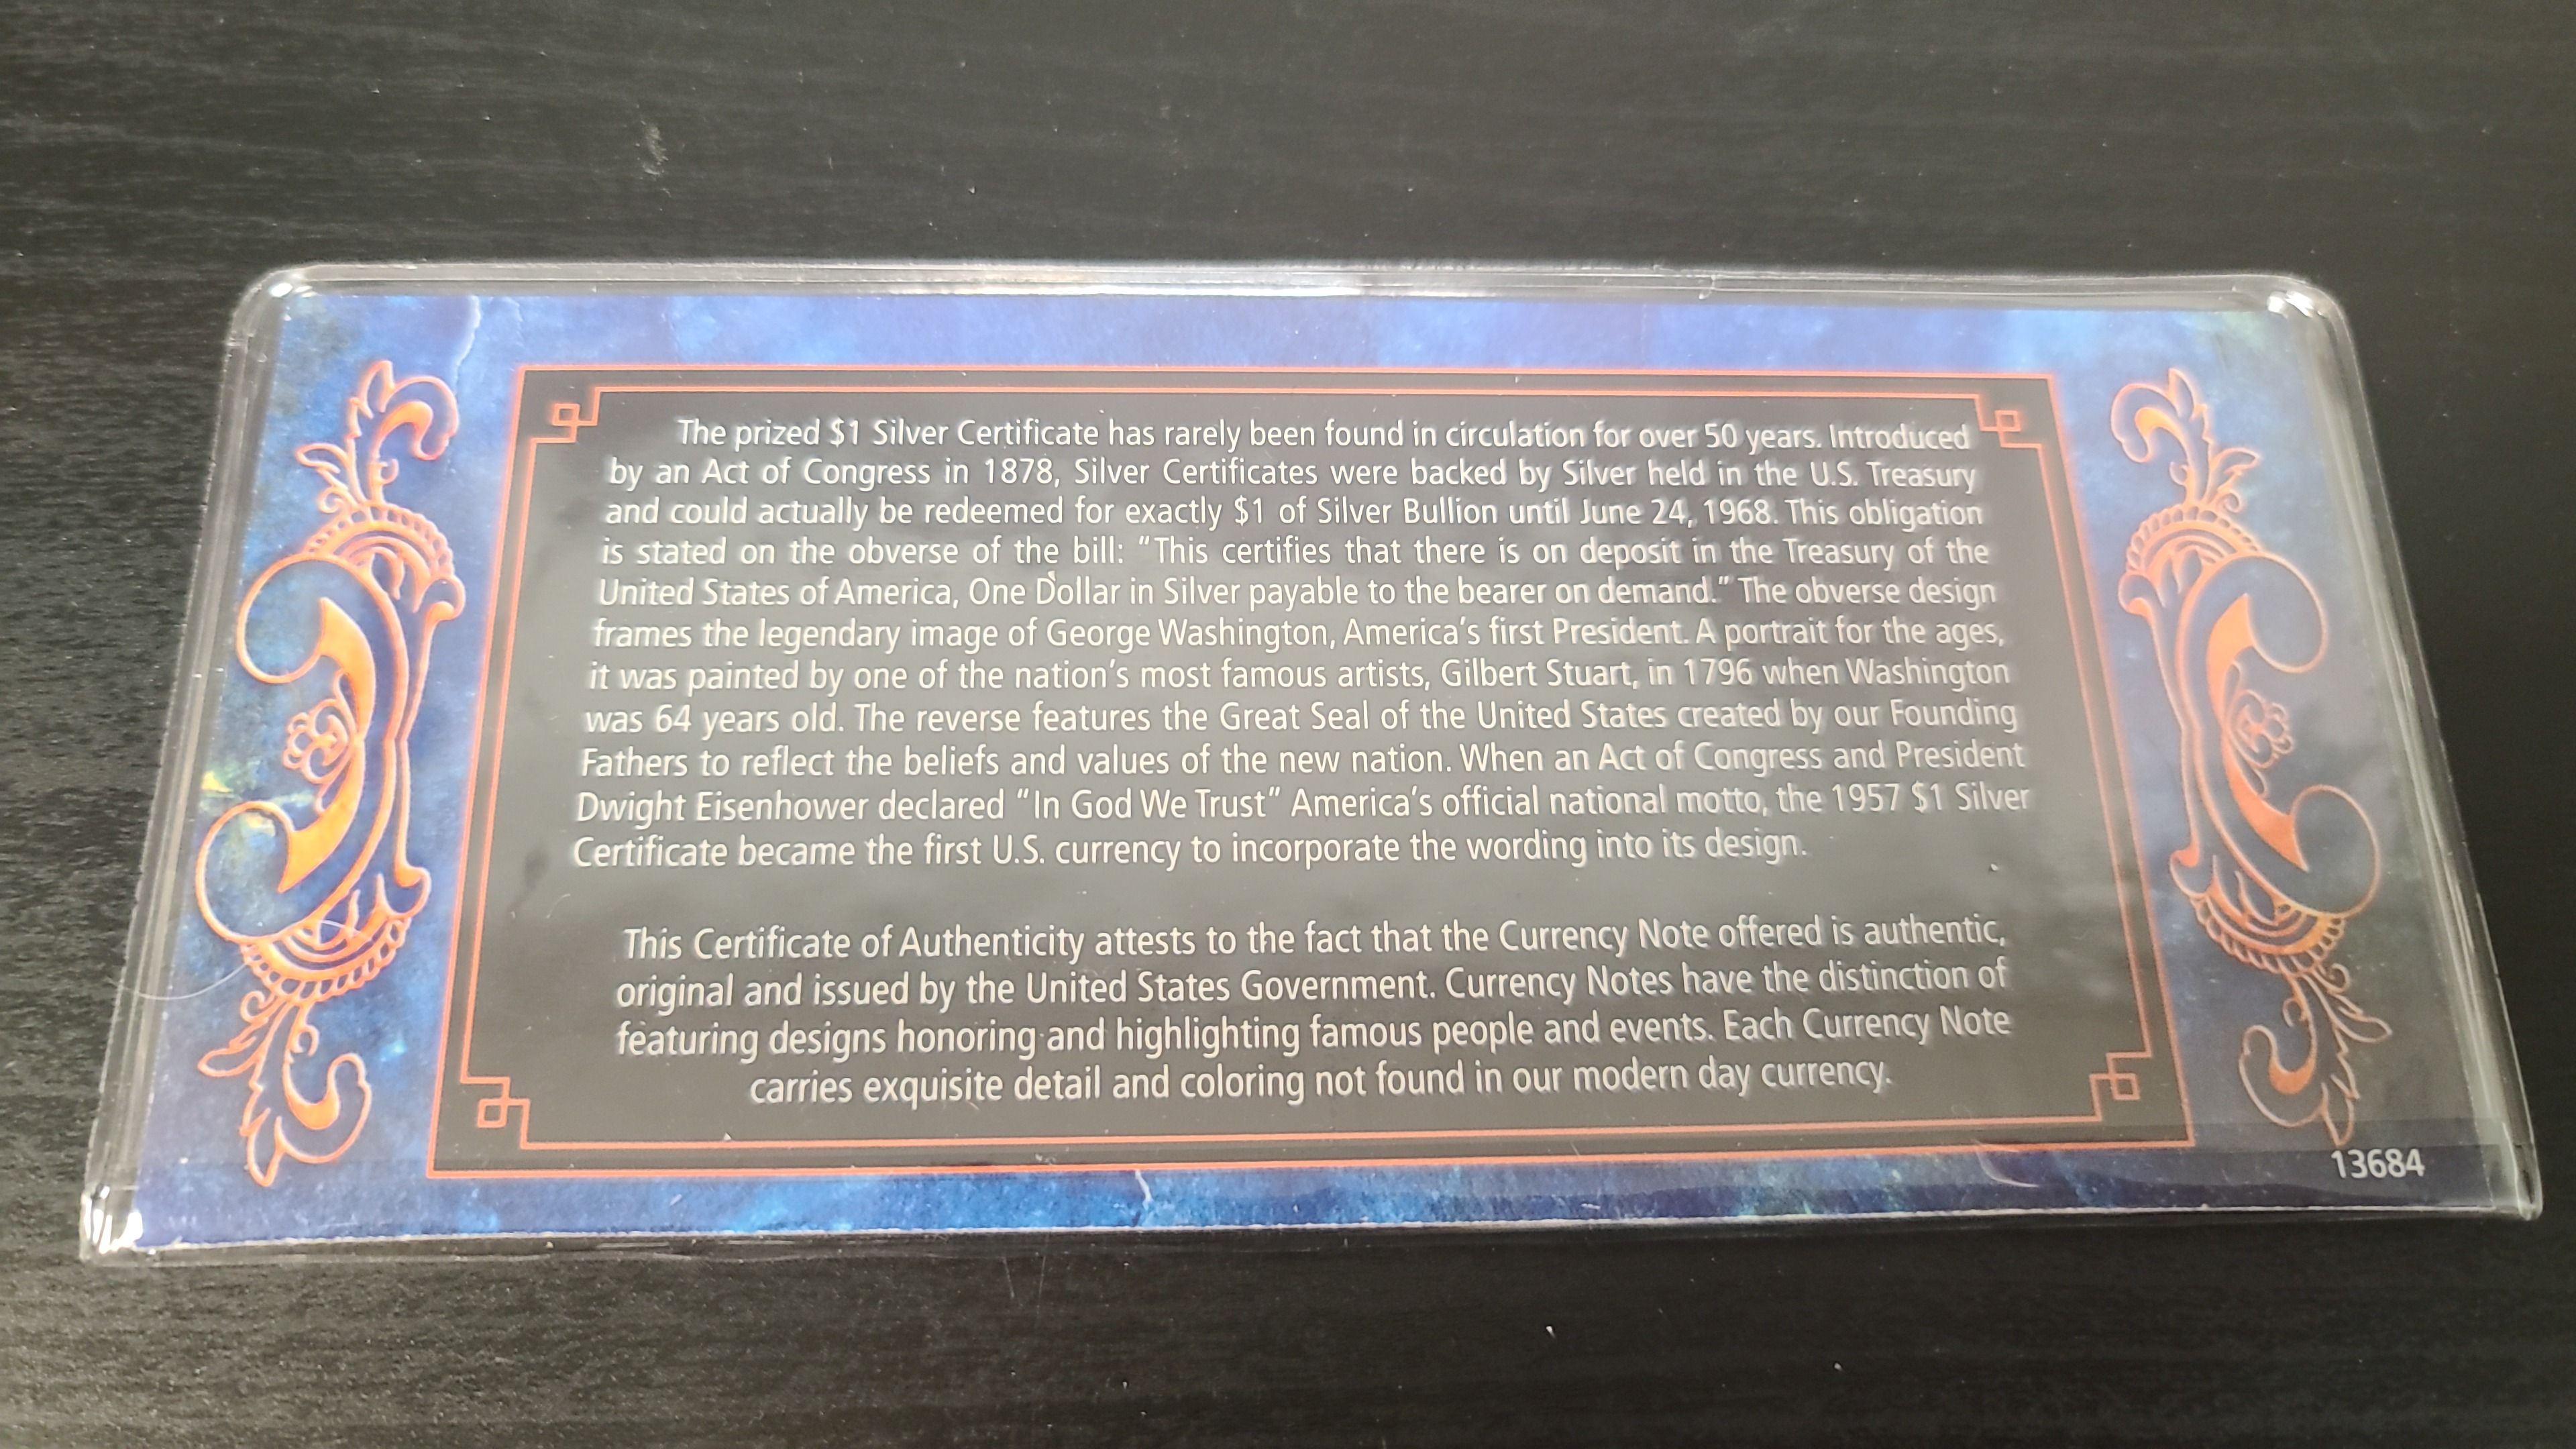 The prized $1 Silver Certificate has rarely been found in circulation for over 50 years. Introduced
by an Act of Congress in 1878, Silver Certificates were backed by Silver held in the U.S. Treasury
and could actually be redeemed for exactly $1 of Silver Bullion until June 24, 1968. This obligation
is stated on the obverse of the bill: “This certifies that there is on deposit in the Treasury of the
United States of America, One Dollar in Silver payable to the bearer on demand.” The obverse design
frames the legendary image of George Washington, America’s first President. A portrait for the ages,
it was painted by one of the nation’s most famous artists, Gilbert Stuart, in 1796 when Washington
was 64 years old. The reverse features the Great Seal of the United States created by our Founding
Fathers to reflect the beliefs and values of the new nation. When an Act of Congress and President
Dwight Eisenhower declared “In God We Trust” America’s official national motto, the 1957 $1 Silver
Certificate became the first U.S. currency to incorporate the wording into its design.
This Certificate of Authenticity attests to the fact that the Currency Note offered is authentic,
original and issued by the United States Government. Currency Notes have the distinction of
featuring designs honoring and highlighting famous people and events. Each Currency Note
carries exquisite detail and coloring not found in our modern day currency.
13684